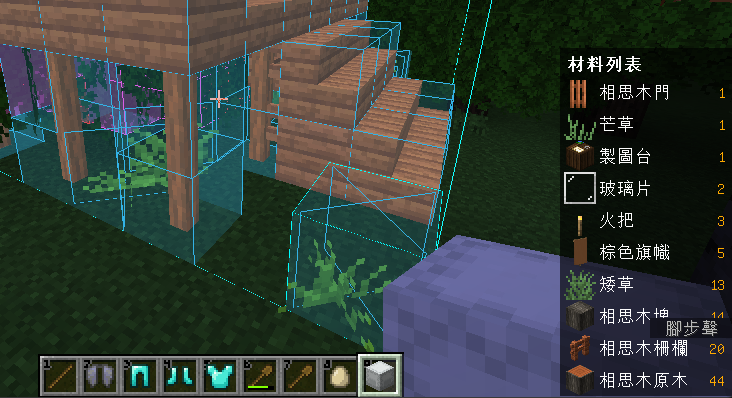 材料列表
相思木門 1
芒草 1
製圖台 1
玻璃片 2
火把 3
棕色旗幟 5
矮草 13
相思木塊 14
腳步聲
相思木柵欄 20
相思木原木 44